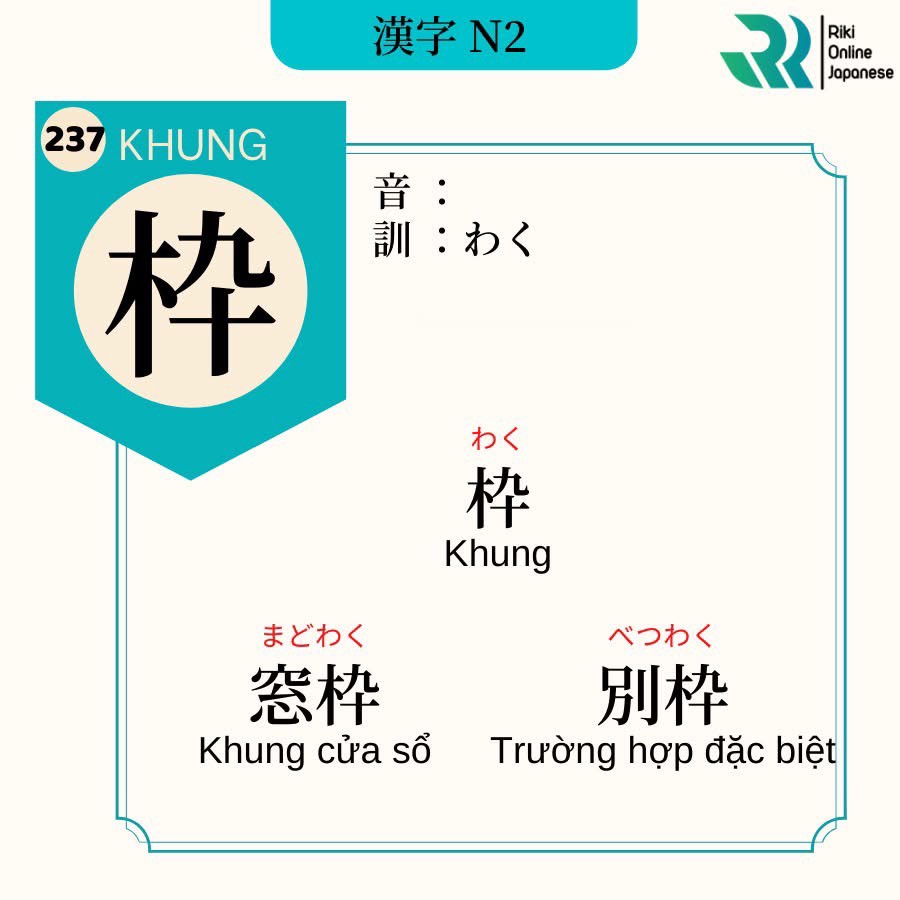 漢字 N2
Riki
Online
Japanese
237 KHUNG
枠
音 ：
訓 ：わく
わく
枠
Khung
まどわく
窓枠
Khung cửa sổ
べつわく
別枠
Trường hợp đặc biệt